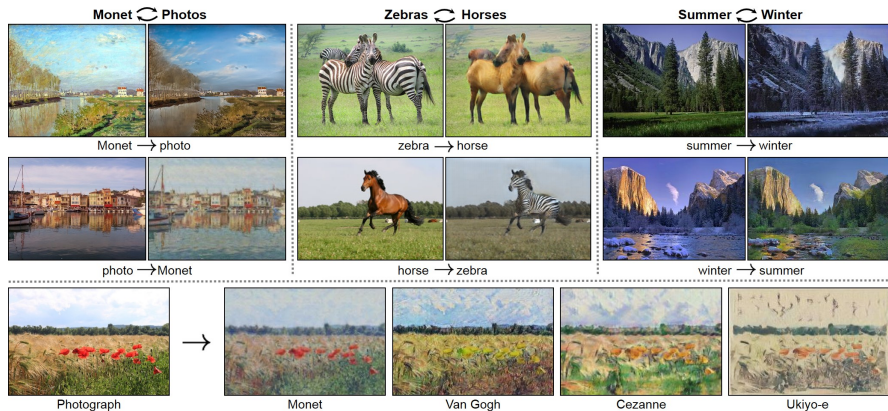 Monet Photos
Zebras Horses
Summer Winter
Monet → photo
zebra → horse
summer → winter
photo → Monet
horse → zebra
winter → summer
Photograph
Monet
Van Gogh
Cezanne
Ukiyo-e